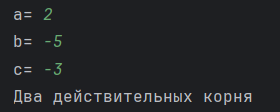 a= 2
b= -5
c= -3
Два действительных корня